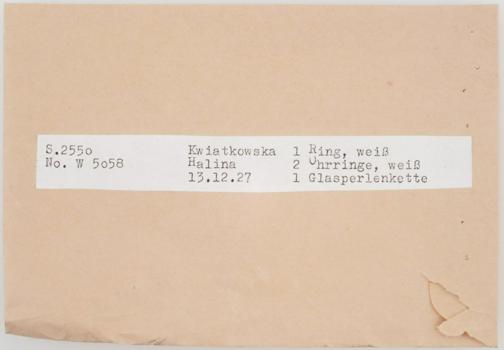 S.2550 Kwiatkowska 1 Ring, weiß
No. W 5058 Halina 2 Ohrringe, weiß
13.12.27 1 Glasperlenkette